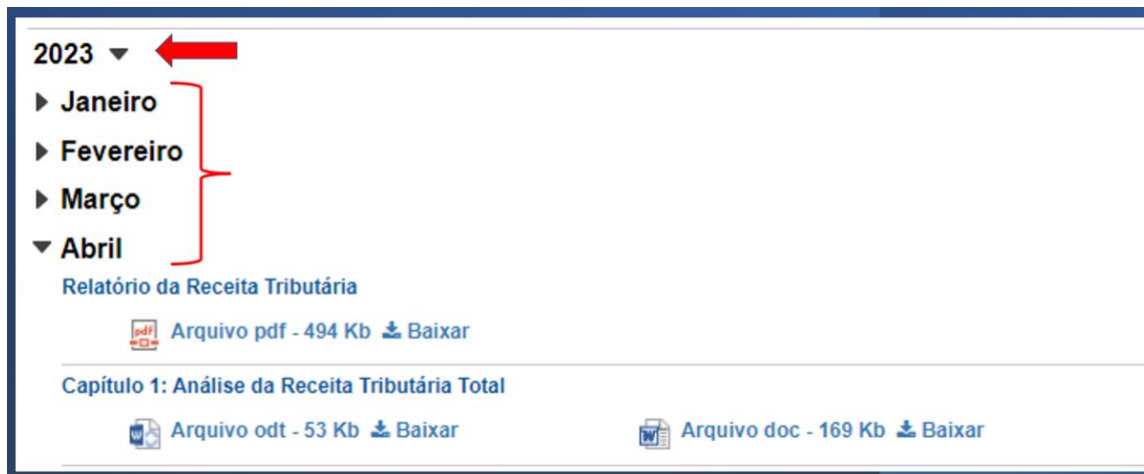 2023
Janeiro
Fevereiro
Março
Abril
Relatório da Receita Tributária
pdf Arquivo pdf - 494 Kb Baixar
Capítulo 1: Análise da Receita Tributária Total
W Arquivo odt - 53 Kb Baixar W Arquivo doc - 169 Kb Baixar